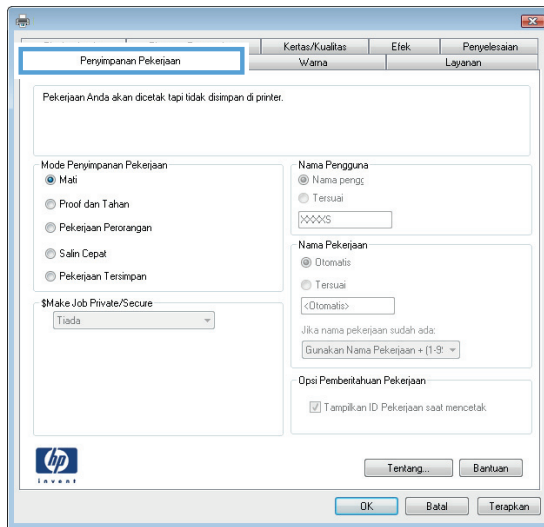 Kertas/Kualitas
Efek
Penyelesaian
Penyimpanan Pekerjaan
Warna
Layanan
Pekerjaan Anda akan dicetak tapi tidak disimpan di printer.
Mode Penyimpanan Pekerjaan
Mati
Proof dan Tahan
Pekerjaan Perorangan
Salin Cepat
Pekerjaan Tersimpan
$Make Job Private/Secure
Tiada
Nama Pengguna
Nama pengg
Tersuai
XXXXS
Nama Pekerjaan
Otomatis
Tersuai
<Otomatis>
Jika nama pekerjaan sudah ada:
Gunakan Nama Pekerjaan + (1-9
Opsi Pemberitahuan Pekerjaan
Tampilkan ID Pekerjaan saat mencetak
hp
invent
Tentang...
Bantuan
OK
Batal
Terapkan